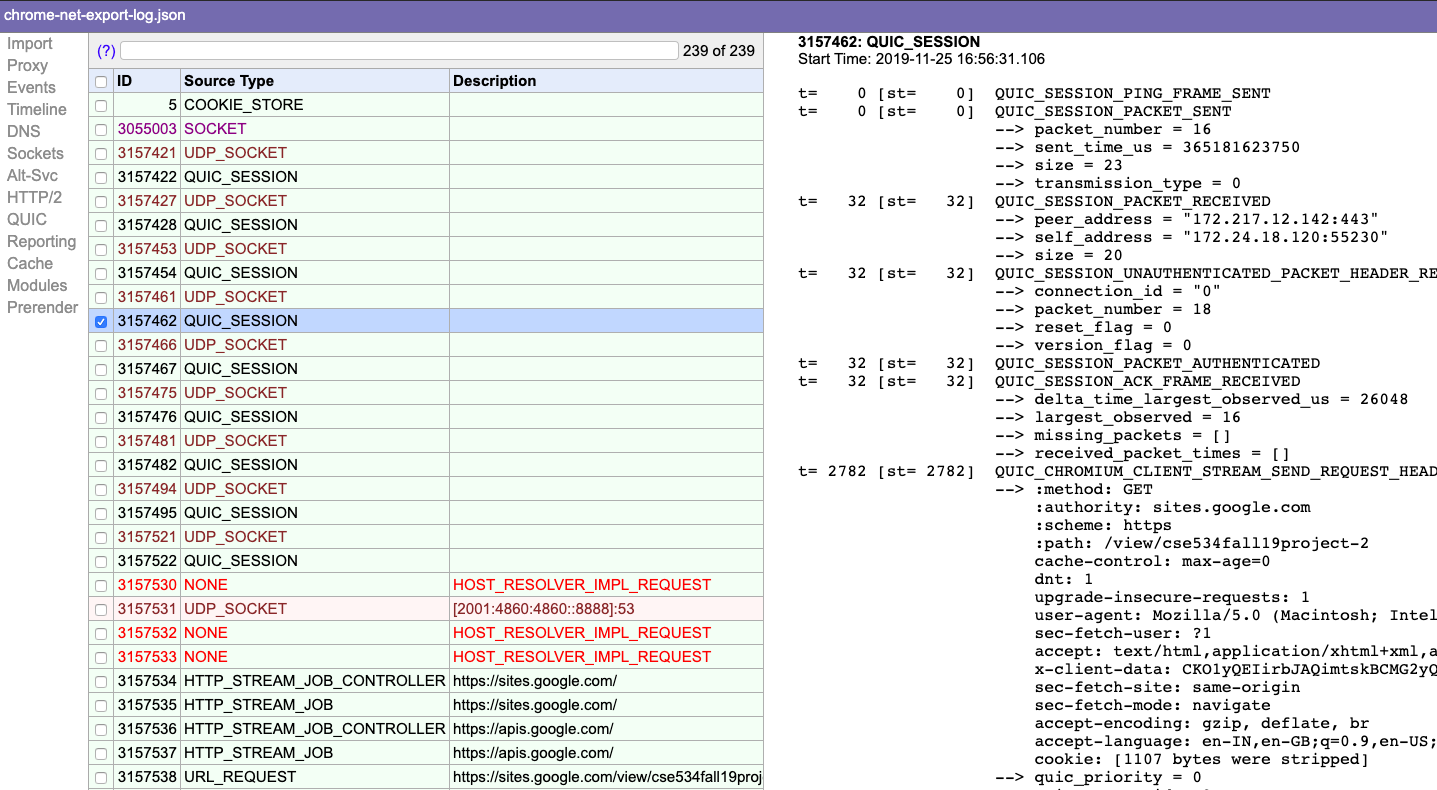 chrome-net-export-log.json
Import
Proxy
Events
Timeline
DNS
Sockets
Alt-Svc
HTTP/2
QUIC
Reporting
Cache
Modules
Prerender
(?) 239 of 239
ID Source Type Description
5 COOKIE_STORE
3055003 SOCKET
3157421 UDP_SOCKET
3157422 QUIC_SESSION
3157427 UDP_SOCKET
3157428 QUIC_SESSION
3157453 UDP_SOCKET
3157454 QUIC_SESSION
3157461 UDP_SOCKET
3157462 QUIC_SESSION
3157466 UDP_SOCKET
3157467 QUIC_SESSION
3157475 UDP_SOCKET
3157476 QUIC_SESSION
3157481 UDP_SOCKET
3157482 QUIC_SESSION
3157494 UDP_SOCKET
3157495 QUIC_SESSION
3157521 UDP_SOCKET
3157522 QUIC_SESSION
3157530 NONE HOST_RESOLVER_IMPL_REQUEST
3157531 UDP_SOCKET [2001:4860:4860::8888]:53
3157532 NONE HOST_RESOLVER_IMPL_REQUEST
3157533 NONE HOST_RESOLVER_IMPL_REQUEST
3157534 HTTP_STREAM_JOB_CONTROLLER https://sites.google.com/
3157535 HTTP_STREAM_JOB https://sites.google.com/
3157536 HTTP_STREAM_JOB_CONTROLLER https://apis.google.com/
3157537 HTTP_STREAM_JOB https://apis.google.com/
3157538 URL_REQUEST https://sites.google.com/view/cse534fall19proj
3157462: QUIC_SESSION
Start Time: 2019-11-25 16:56:31.106
t=    0 [st=    0]  QUIC_SESSION_PING_FRAME_SENT
t=    0 [st=    0]  QUIC_SESSION_PACKET_SENT
--> packet_number = 16
--> sent_time_us = 365181623750
--> size = 23
--> transmission_type = 0
t=   32 [st=   32]  QUIC_SESSION_PACKET_RECEIVED
--> peer_address = "172.217.12.142:443"
--> self_address = "172.24.18.120:55230"
--> size = 20
t=   32 [st=   32]  QUIC_SESSION_UNAUTHENTICATED_PACKET_HEADER_RE
--> connection_id = "0"
--> packet_number = 18
--> reset_flag = 0
--> version_flag = 0
t=   32 [st=   32]  QUIC_SESSION_PACKET_AUTHENTICATED
t=   32 [st=   32]  QUIC_SESSION_ACK_FRAME_RECEIVED
--> delta_time_largest_observed_us = 26048
--> largest_observed = 16
--> missing_packets = []
--> received_packet_times = []
t= 2782 [st= 2782]  QUIC_CHROMIUM_CLIENT_STREAM_SEND_REQUEST_HEAD
--> :method: GET
:authority: sites.google.com
:scheme: https
:path: /view/cse534fall19project-2
cache-control: max-age=0
dnt: 1
upgrade-insecure-requests: 1
user-agent: Mozilla/5.0 (Macintosh; Intel
sec-fetch-user: ?1
accept: text/html,application/xhtml+xml,a
x-client-data: CKO1yQEIirbJAQimtskBCMG2yQ
sec-fetch-site: same-origin
sec-fetch-mode: navigate
accept-encoding: gzip, deflate, br
accept-language: en-IN,en-GB;q=0.9,en-US;
cookie: [1107 bytes were stripped]
--> quic_priority = 0